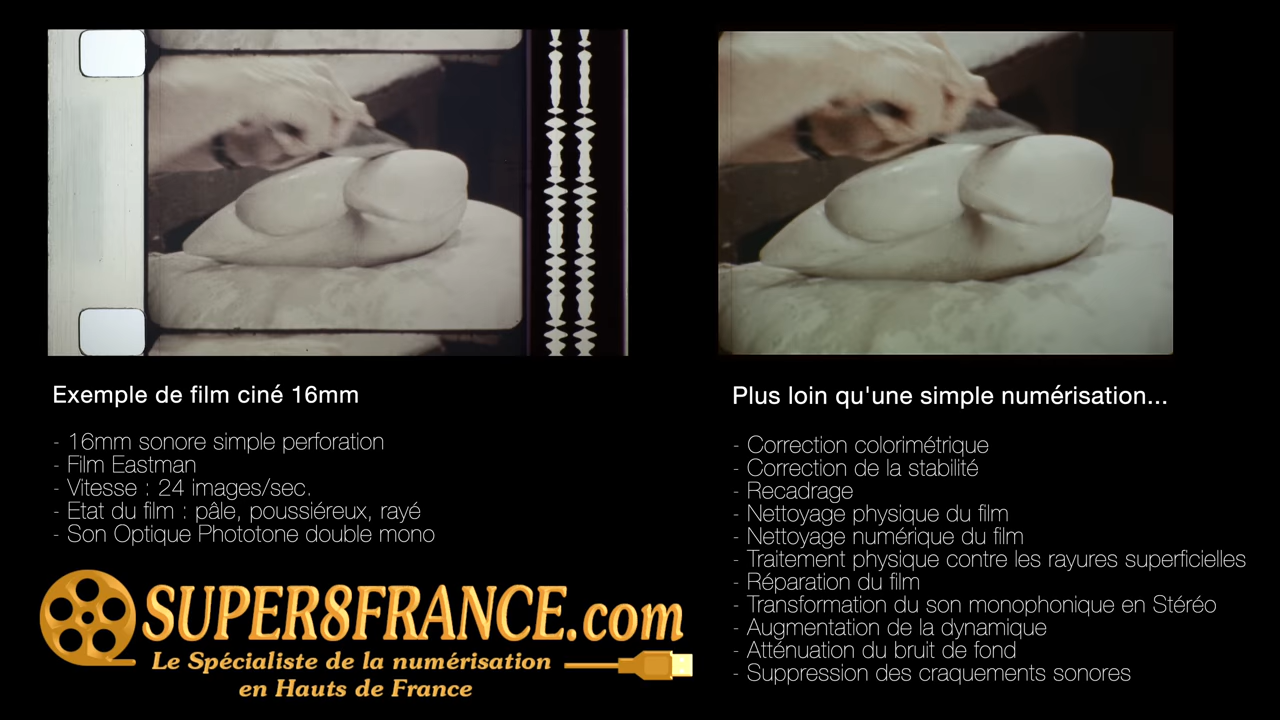 Exemple de film ciné 16mm
- 16mm sonore simple perforation
- Film Eastman
- Vitesse : 24 images/sec.
- Etat du film : pâle, poussiéreux, rayé
- Son Optique Phototone double mono
SUPER8FRANCE.com
Le Spécialiste de la numérisation
en Hauts de France
Plus loin qu'une simple numérisation...
- Correction colorimétrique
- Correction de la stabilité
- Recadrage
- Nettoyage physique du film
- Nettoyage numérique du film
- Traitement physique contre les rayures superficielles
- Réparation du film
- Transformation du son monophonique en Stéréo
- Augmentation de la dynamique
- Atténuation du bruit de fond
- Suppression des craquements sonores